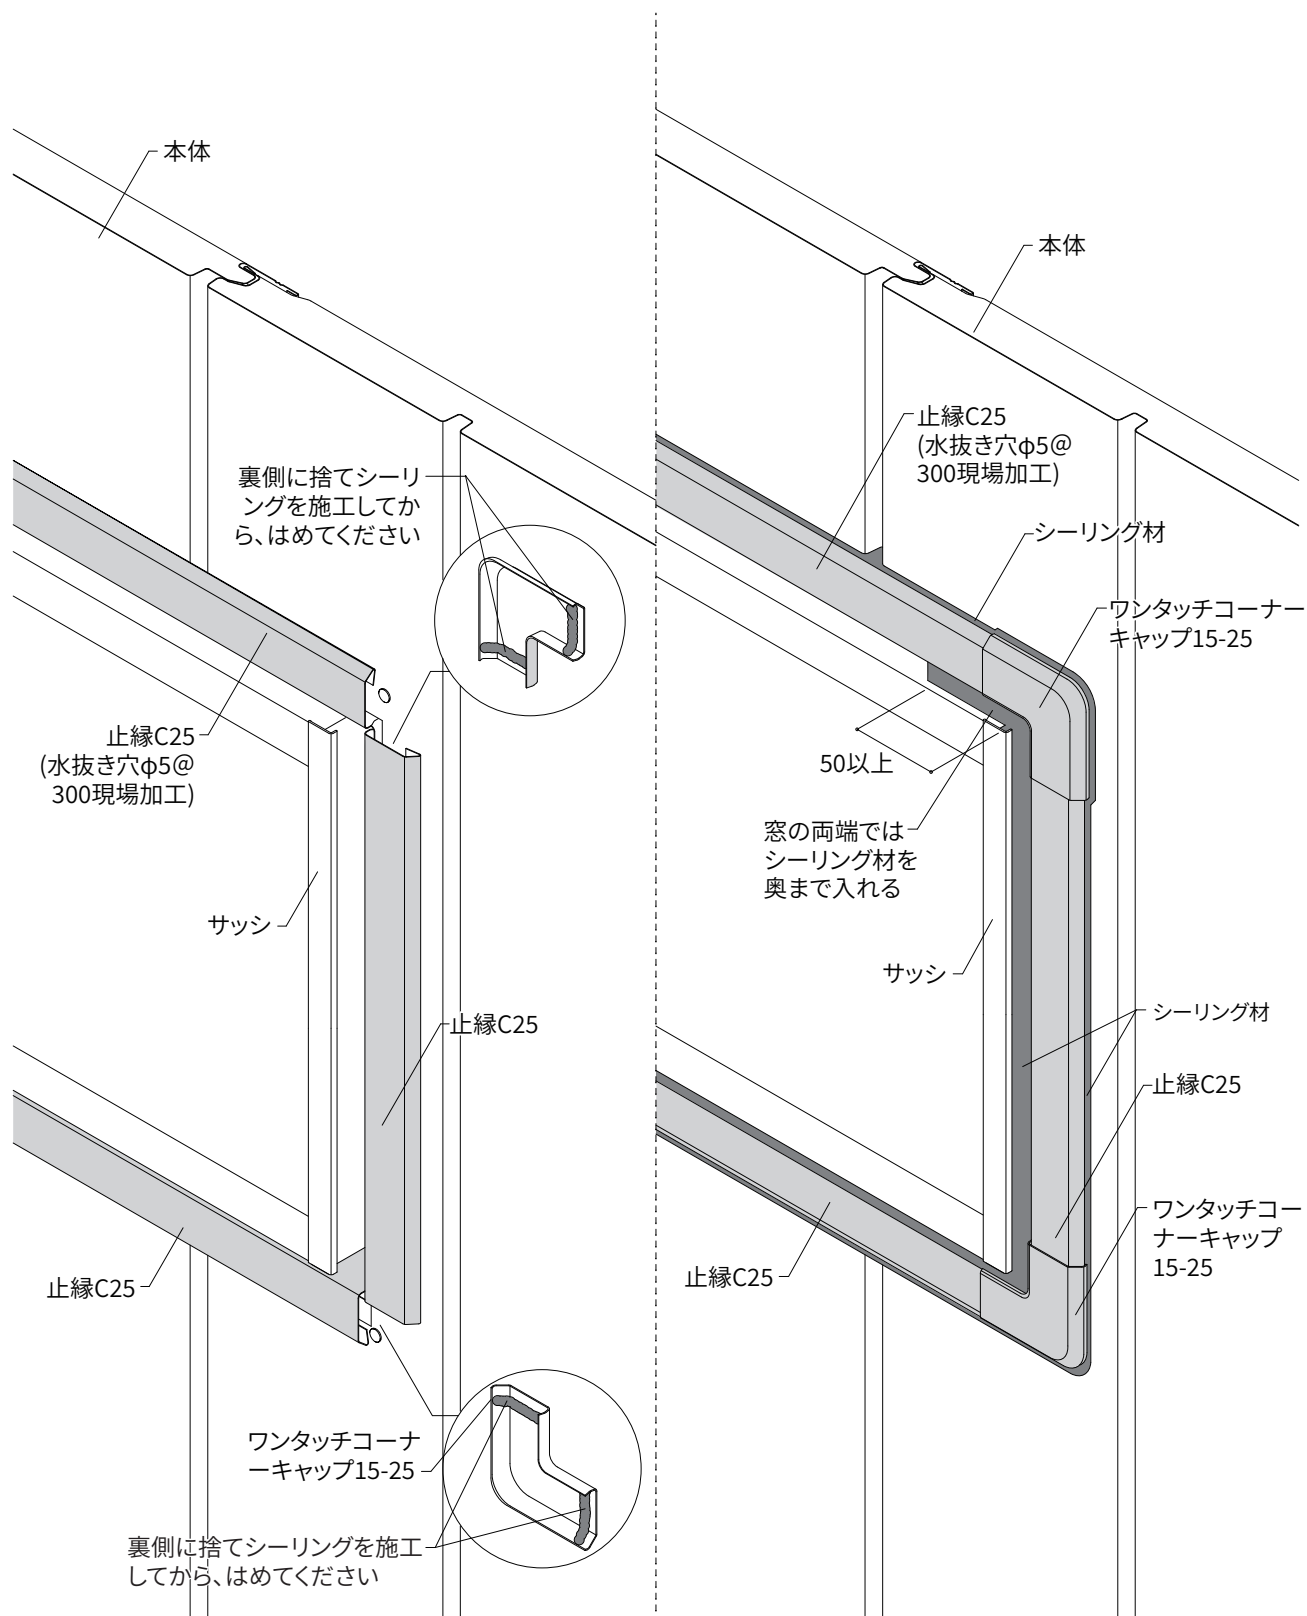 本体
裏側に捨てシーリ
ングを施工してか
ら、はめてください
止縁C25
(水抜き穴φ5@
300現場加工)
サッシ
止縁C25
止縁C25
ワンタッチコーナ
ーキャップ15-25
裏側に捨てシーリングを施工
してから、はめてください
本体
止縁C25
(水抜き穴φ5@
300現場加工)
シーリング材
ワンタッチコーナー
キャップ15-25
50以上
窓の両端では
シーリング材を
奥まで入れる
サッシ
シーリング材
止縁C25
ワンタッチコー
ナーキャップ
15-25
止縁C25